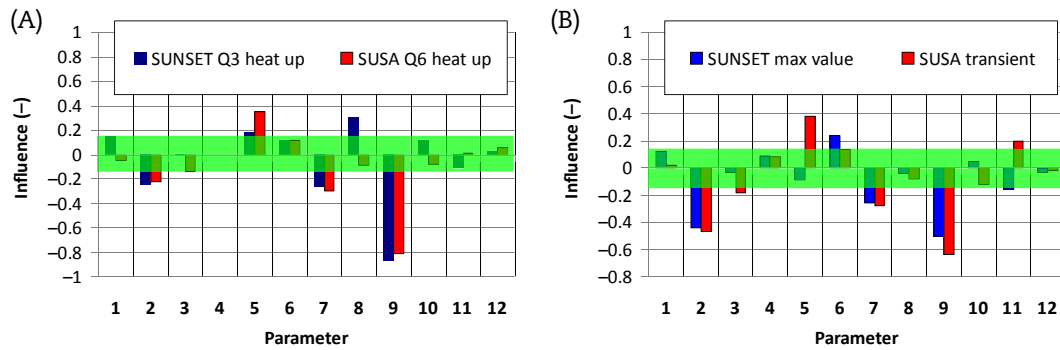 (A)
SUNSET Q3 heat up
SUSA Q6 heat up
Influence (–)
1
0.8
0.6
0.4
0.2
0
–0.2
–0.4
–0.6
–0.8
–1
1 2 3 4 5 6 7 8 9 10 11 12
Parameter
(B)
SUNSET max value
SUSA transient
Influence (–)
1
0.8
0.6
0.4
0.2
0
–0.2
–0.4
–0.6
–0.8
1 2 3 4 5 6 7 8 9 10 11 12
Parameter